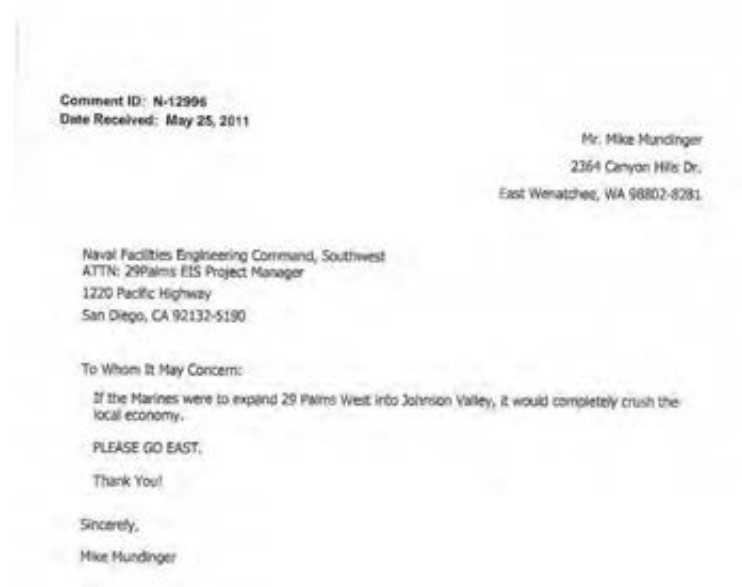 Comment ID: N-12996
Date Received: May 25, 2011
Mr. Mike Mundinger
2364 Canyon Hills Dr.
East Wenatchee, WA 98802-8281
Naval Facilities Engineering Command, Southwest
ATTN: 29Palms EIS Project Manager
1220 Pacific Highway
San Diego, CA 92132-5190
To Whom It May Concern:
If the Marines were to expand 29 Palms West into Johnson Valley, it would completely crush the
local economy.
PLEASE GO EAST.
Thank You!
Sincerely,
Mike Mundinger